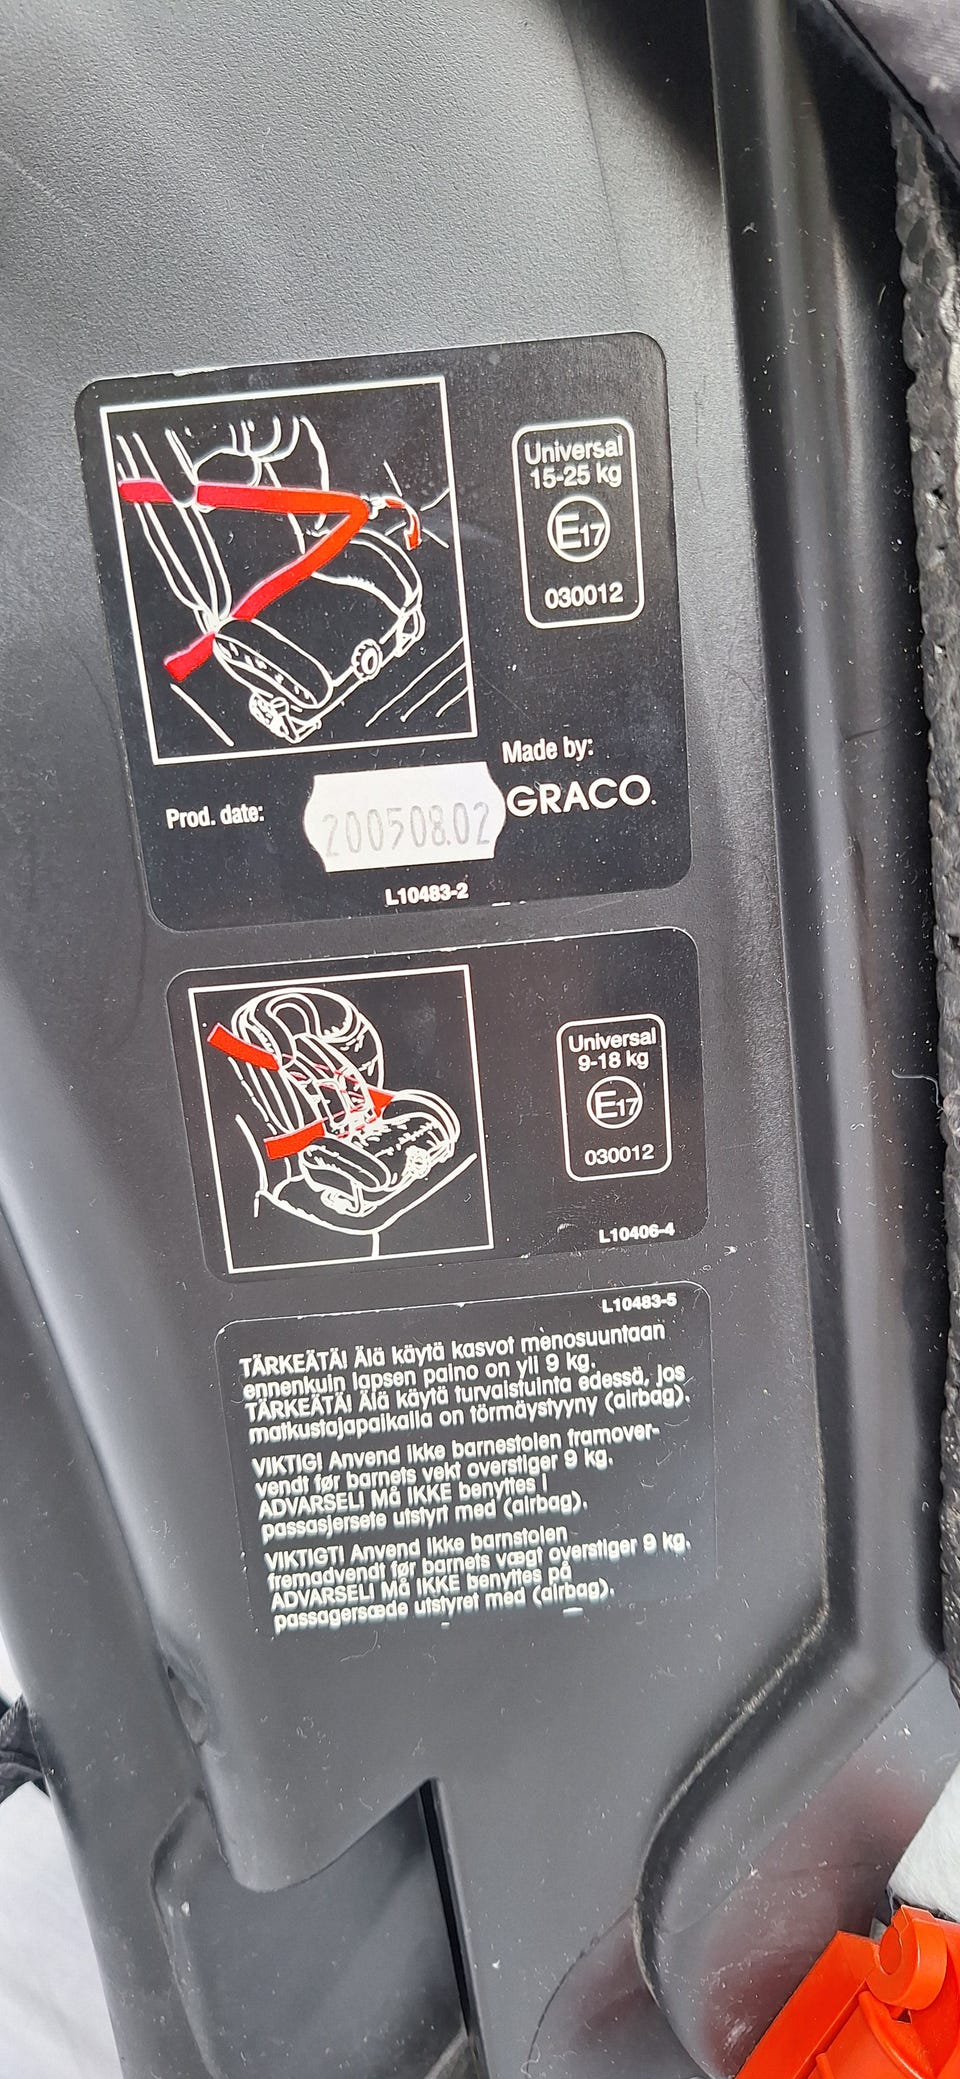 Universal
15-25 kg
E17
030012
Made by:
GRACO.
Prod. date:
20050802
L10483-2
Universal
9-18 kg
E17
030012
L10406-4
L10483-5
TÄRKEÄTÄ! Älä käytä kasvot menosuuntaan
ennenkuin lapsen paino on yli 9 kg.
TÄRKEÄTÄ! Älä käytä turvaistuinta edessä, jos
matkustajapaikalla on törmäystyyny (airbag).
VIKTIG! Anvend ikke barnestolen framover-
vendt før barnets vekt overstiger 9 kg.
ADVARSEL! Må IKKE benyttes i
passasjersete utstyrt med (airbag).
VIKTIGT! Anvend ikke barnstolen
fremadvendt før barnets vægt overstiger 9 kg.
ADVARSEL! Må IKKE benyttes på
passagersæde utstyret med (airbag).